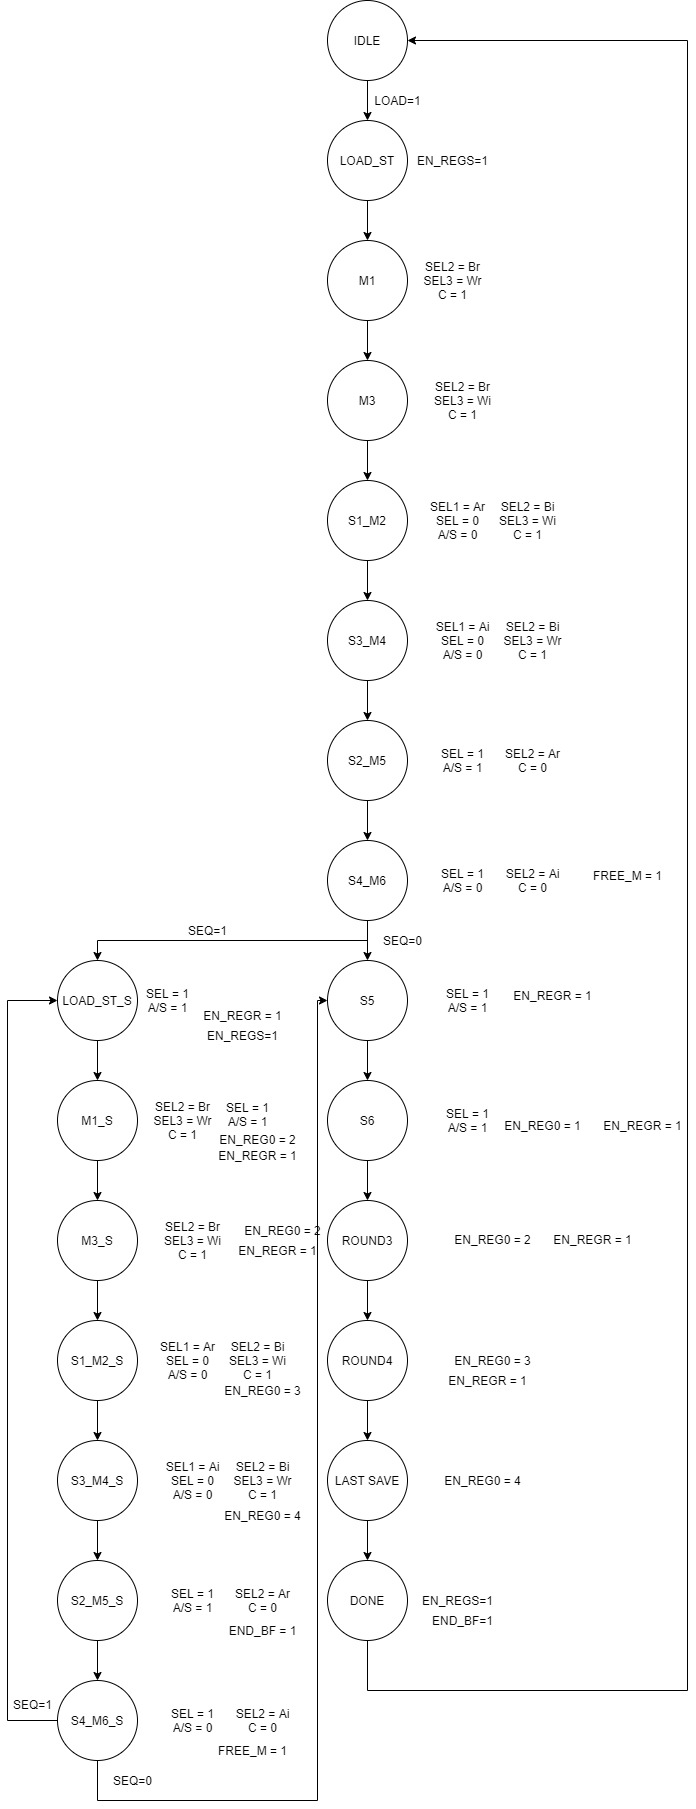 IDLE
LOAD=1
LOAD_ST
EN_REGS=1
M1
SEL2 = Br
SEL3 = Wr
C = 1
M3
SEL2 = Br
SEL3 = Wi
C = 1
S1_M2
SEL1 = Ar SEL2 = Bi
SEL = 0 SEL3 = Wi
A/S = 0 C = 1
S3_M4
SEL1 = Ai SEL2 = Bi
SEL = 0 SEL3 = Wr
A/S = 0 C = 1
S2_M5
SEL = 1 SEL2 = Ar
A/S = 1 C = 0
S4_M6
SEL = 1 SEL2 = Ai
A/S = 0 C = 0
FREE_M = 1
SEQ=1
SEQ=0
LOAD_ST_S
SEL = 1
A/S = 1
EN_REGR = 1
EN_REGS=1
S5
SEL = 1
A/S = 1
EN_REGR = 1
M1_S
SEL2 = Br SEL = 1
SEL3 = Wr A/S = 1
C = 1
EN_REG0 = 2
EN_REGR = 1
S6
SEL = 1
A/S = 1
EN_REG0 = 1
EN_REGR = 1
M3_S
SEL2 = Br
SEL3 = Wi
C = 1
EN_REG0 = 2
EN_REGR = 1
ROUND3
EN_REG0 = 2
EN_REGR = 1
S1_M2_S
SEL1 = Ar SEL2 = Bi
SEL = 0 SEL3 = Wi
A/S = 0 C = 1
EN_REG0 = 3
ROUND4
EN_REG0 = 3
EN_REGR = 1
S3_M4_S
SEL1 = Ai SEL2 = Bi
SEL = 0 SEL3 = Wr
A/S = 0 C = 1
EN_REG0 = 4
LAST SAVE
EN_REG0 = 4
S2_M5_S
SEL = 1 SEL2 = Ar
A/S = 1 C = 0
END_BF = 1
DONE
EN_REGS=1
END_BF=1
SEQ=1
S4_M6_S
SEL = 1 SEL2 = Ai
A/S = 0 C = 0
FREE_M = 1
SEQ=0